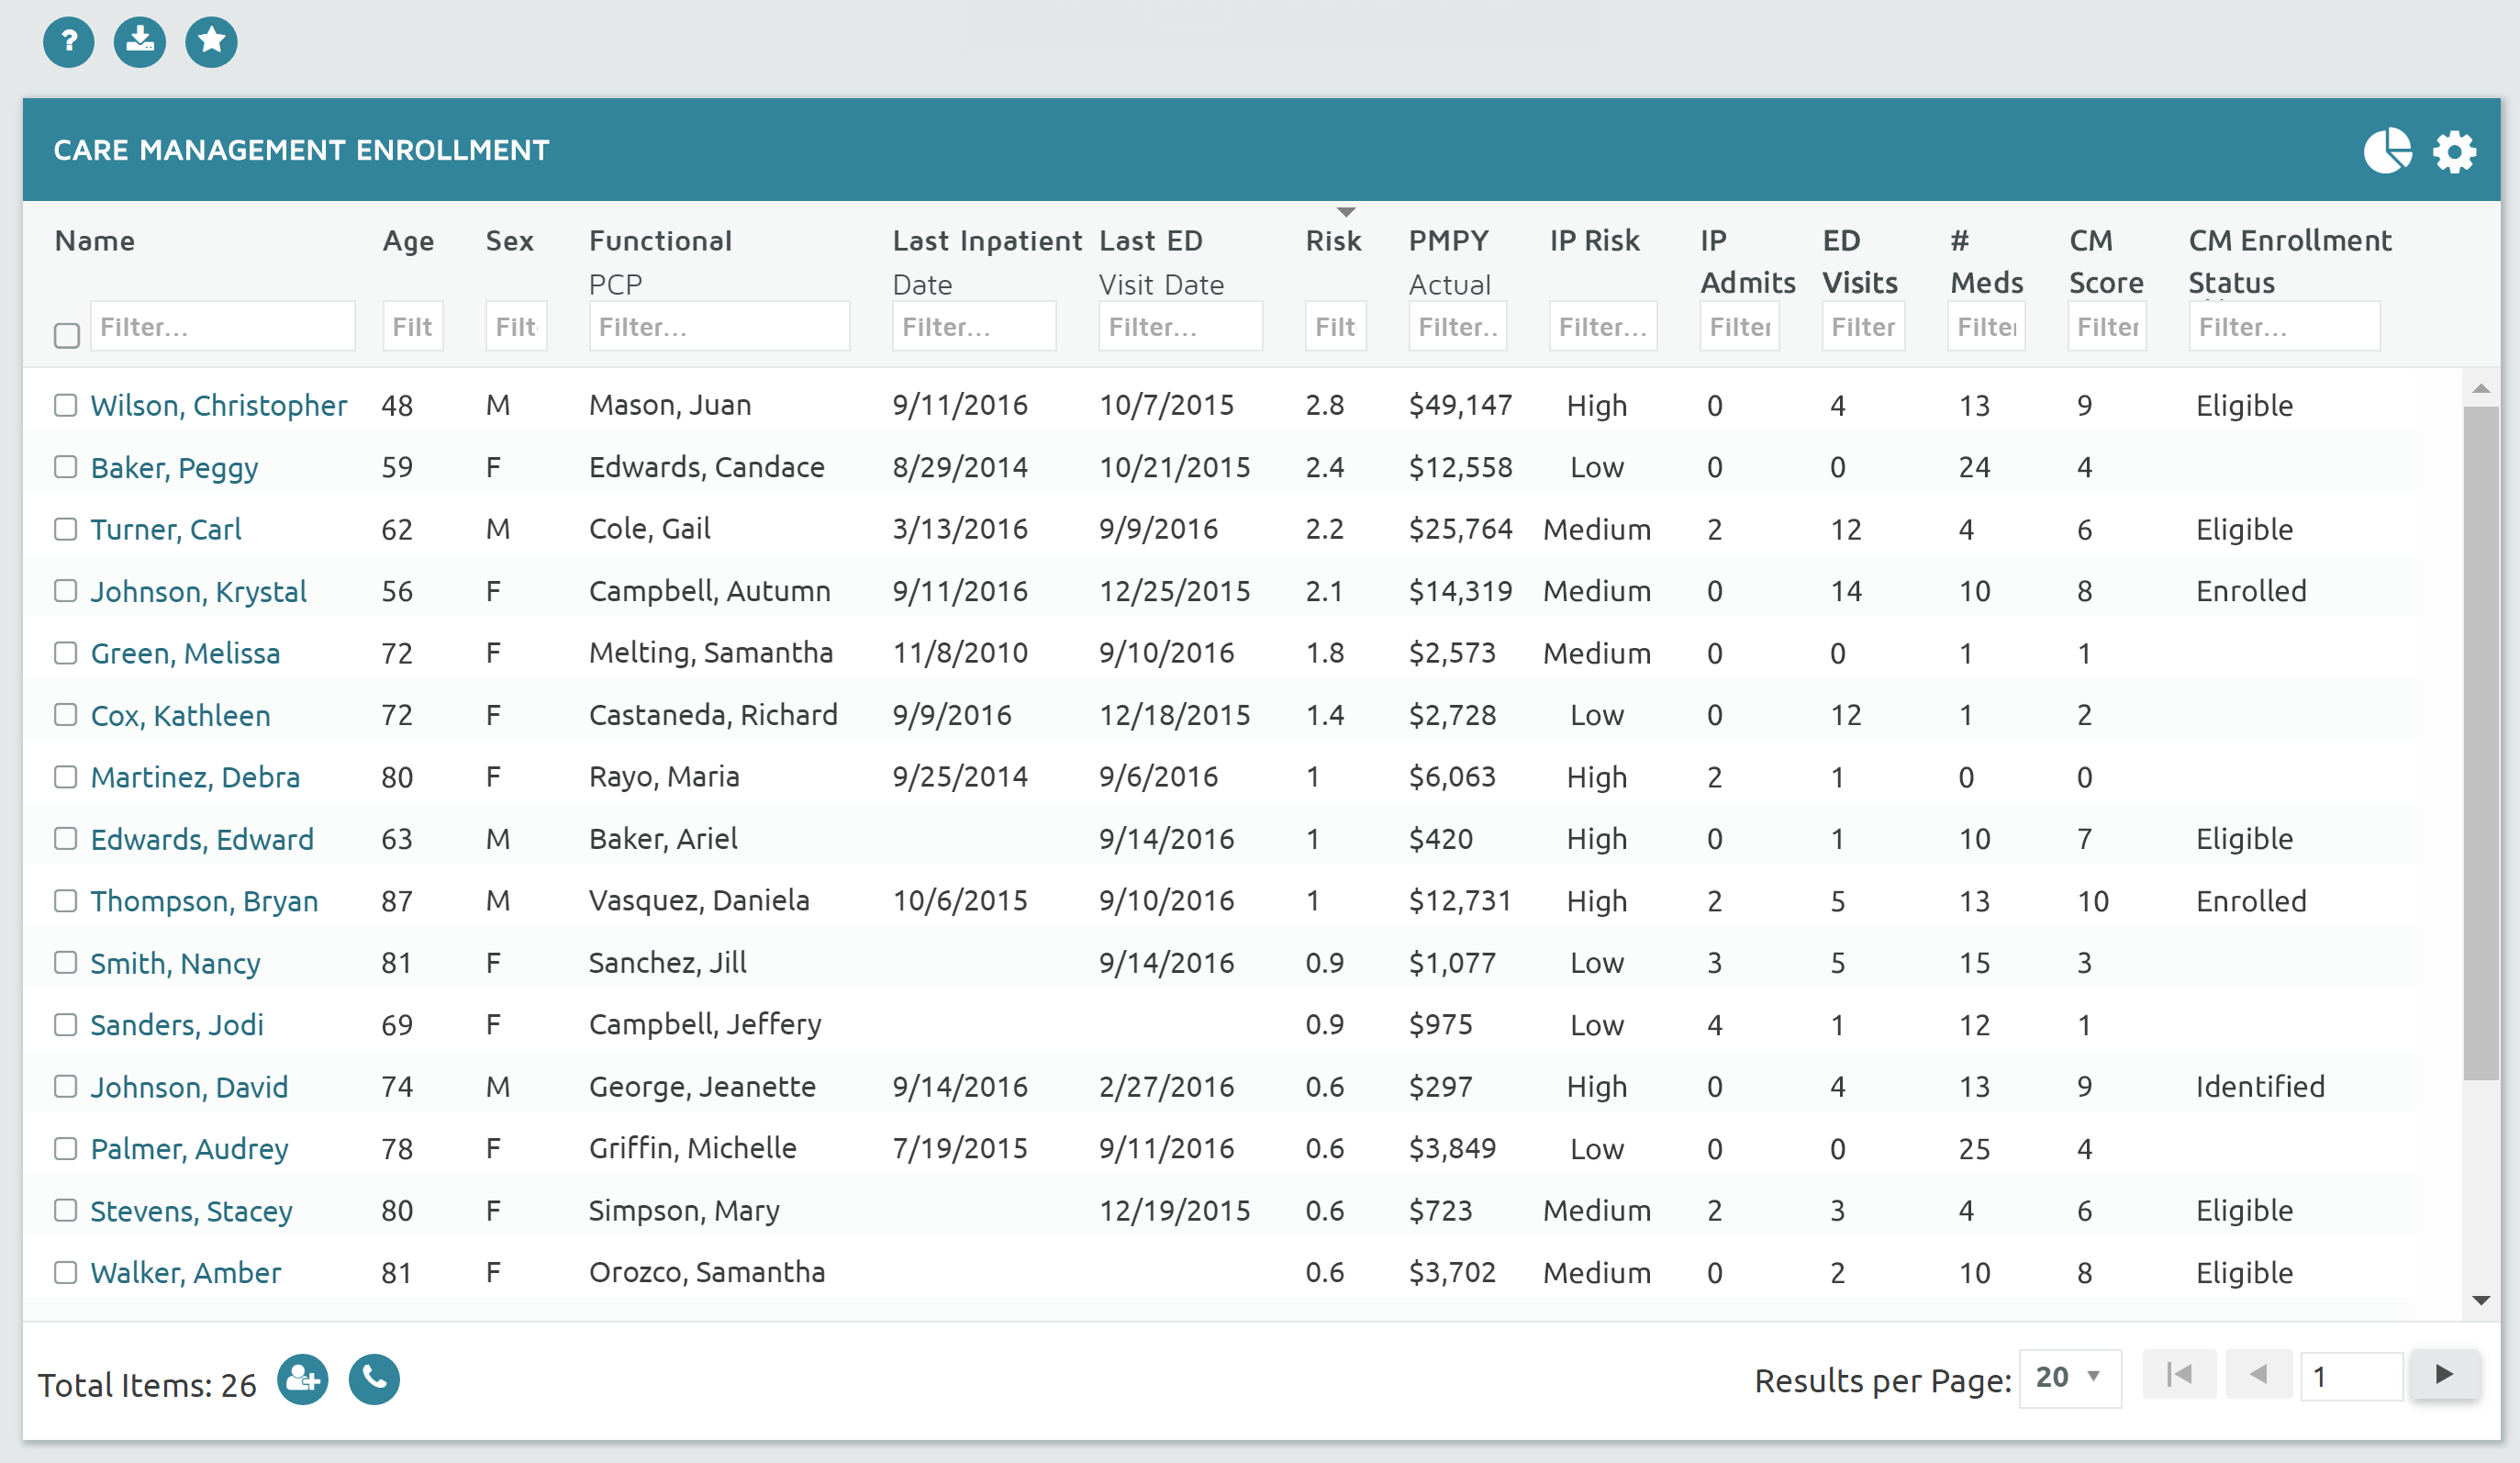 ?
CARE MANAGEMENT ENROLLMENT
Name Age Sex Functional Last Inpatient Last ED Risk PMPY IP Risk IP ED # CM CM Enrollment
PCP Date Visit Date Actual Admits Visits Meds Score Status
Filter... Filt Filt Filter... Filter... Filter... Filt Filter.. Filter... Filter Filter Filter Filter Filter...
Wilson, Christopher 48 M Mason, Juan 9/11/2016 10/7/2015 2.8 $49,147 High 0 4 13 9 Eligible
Baker, Peggy 59 F Edwards, Candace 8/29/2014 10/21/2015 2.4 $12,558 Low 0 0 24 4
Turner, Carl 62 M Cole, Gail 3/13/2016 9/9/2016 2.2 $25,764 Medium 2 12 4 6 Eligible
Johnson, Krystal 56 F Campbell, Autumn 9/11/2016 12/25/2015 2.1 $14,319 Medium 0 14 10 8 Enrolled
Green, Melissa 72 F Melting, Samantha 11/8/2010 9/10/2016 1.8 $2,573 Medium 0 0 1 1
Cox, Kathleen 72 F Castaneda, Richard 9/9/2016 12/18/2015 1.4 $2,728 Low 0 12 1 2
Martinez, Debra 80 F Rayo, Maria 9/25/2014 9/6/2016 1 $6,063 High 2 1 0 0
Edwards, Edward 63 M Baker, Ariel 9/14/2016 1 $420 High 0 1 10 7 Eligible
Thompson, Bryan 87 M Vasquez, Daniela 10/6/2015 9/10/2016 1 $12,731 High 2 5 13 10 Enrolled
Smith, Nancy 81 F Sanchez, Jill 9/14/2016 0.9 $1,077 Low 3 5 15 3
Sanders, Jodi 69 F Campbell, Jeffery 0.9 $975 Low 4 1 12 1
Johnson, David 74 M George, Jeanette 9/14/2016 2/27/2016 0.6 $297 High 0 4 13 9 Identified
Palmer, Audrey 78 F Griffin, Michelle 7/19/2015 9/11/2016 0.6 $3,849 Low 0 0 25 4
Stevens, Stacey 80 F Simpson, Mary 12/19/2015 0.6 $723 Medium 2 3 4 6 Eligible
Walker, Amber 81 F Orozco, Samantha 0.6 $3,702 Medium 0 2 10 8 Eligible
Total Items: 26 Results per Page: 20 1